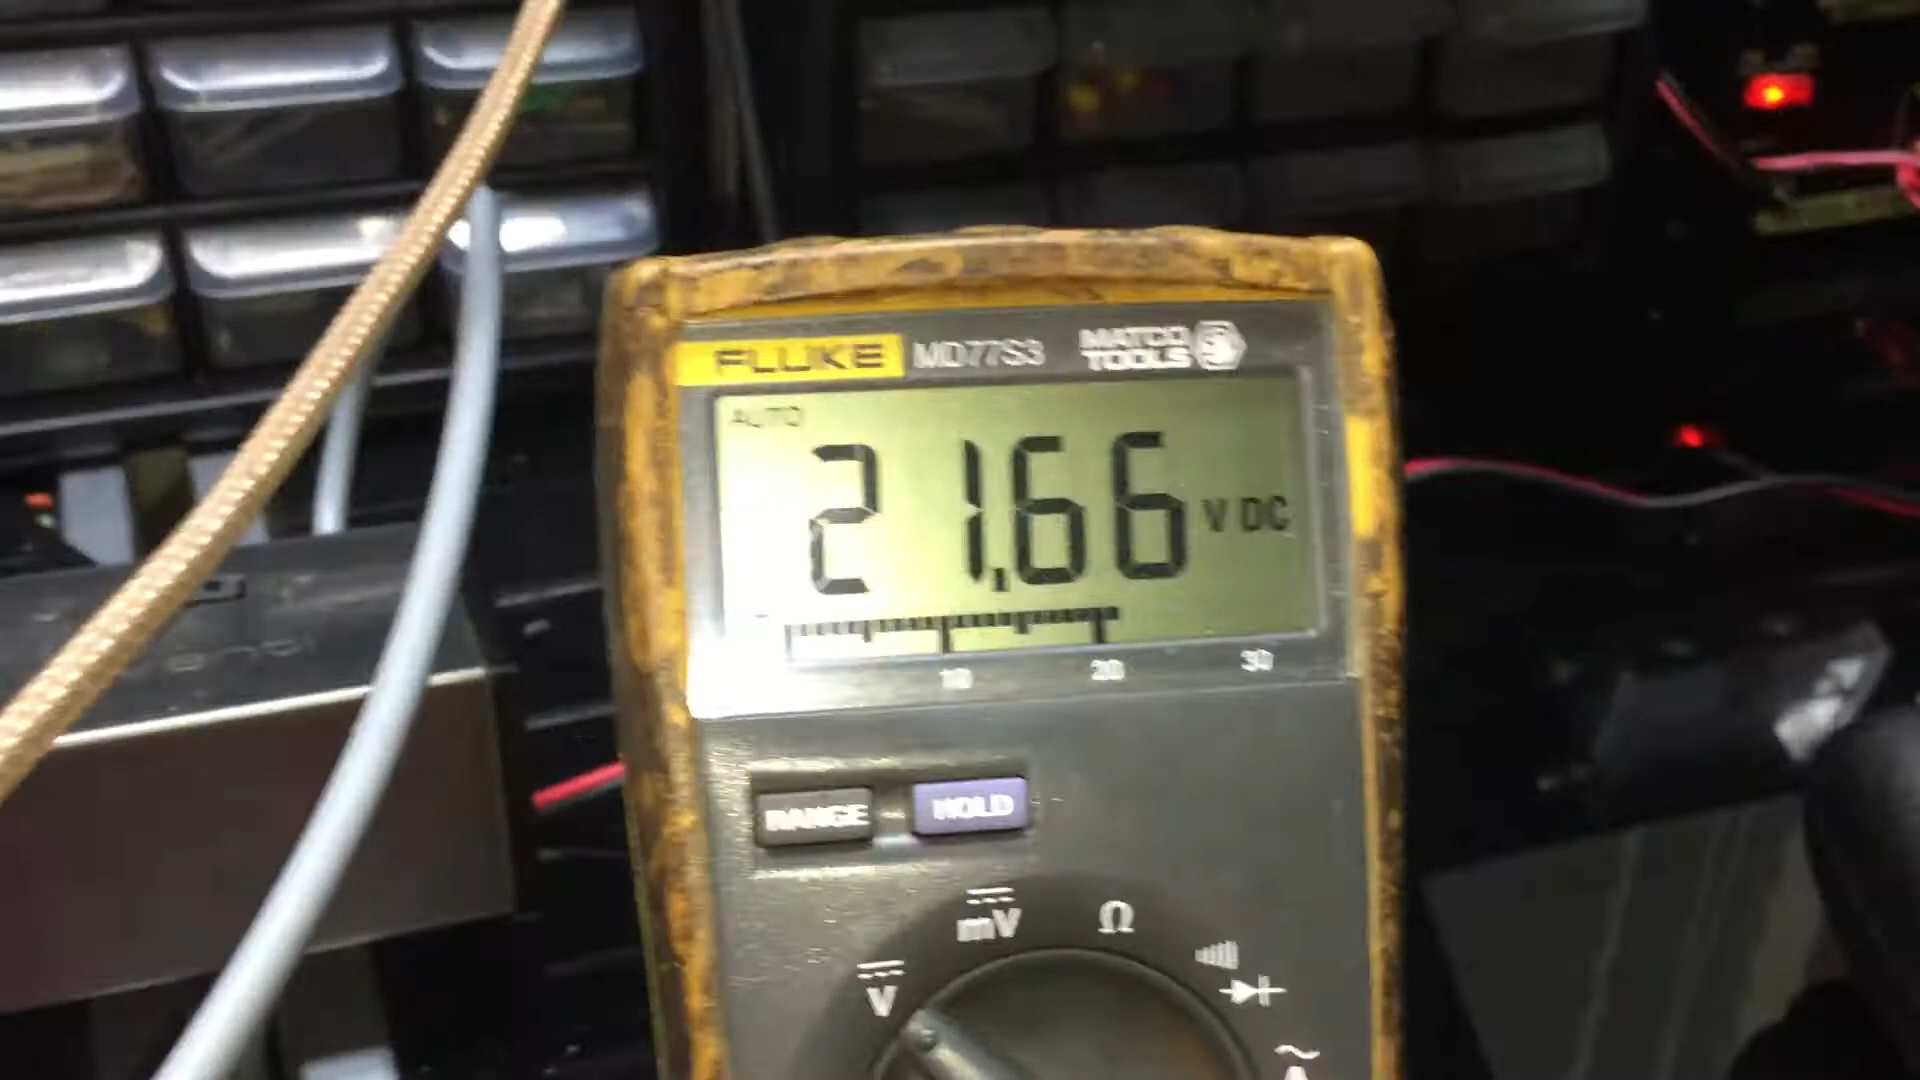 FLUKE MD77S3 MATCO TOOLS
AUTO
21.66 V DC
10 20 30
RANGE HOLD
mV Ω
V
A